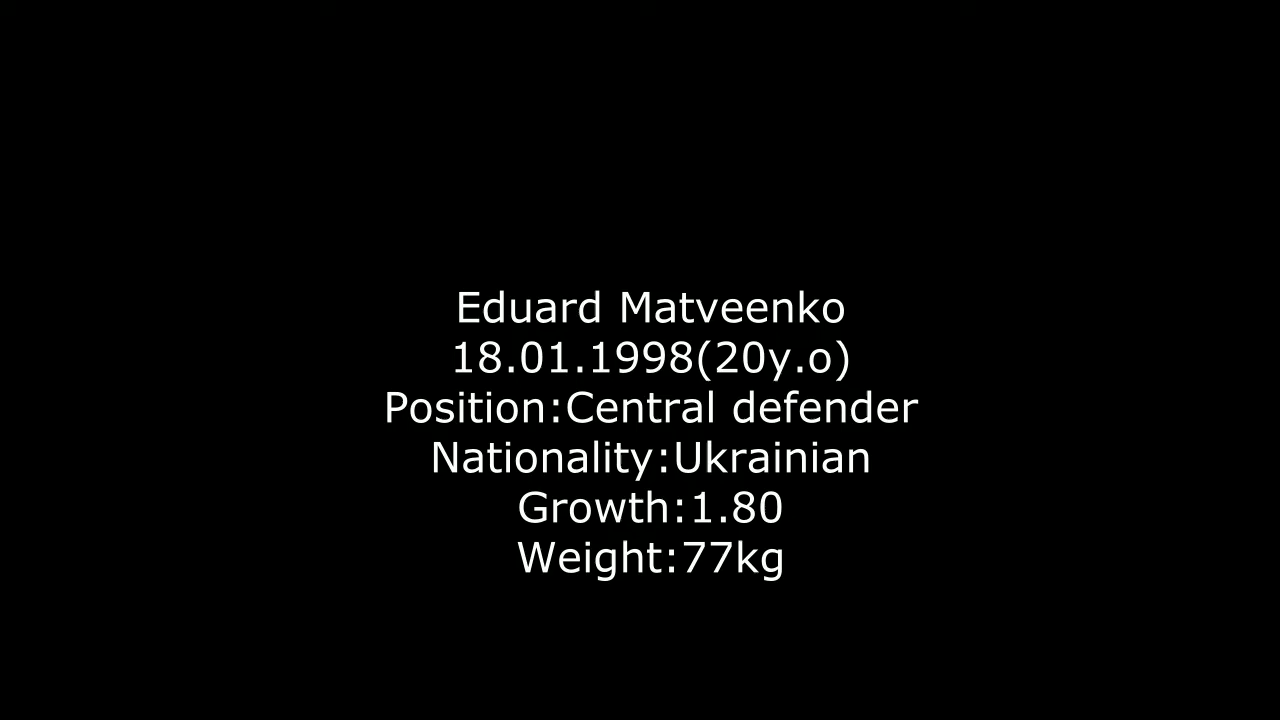 Eduard Matveenko
18.01.1998(20y.o)
Position:Central defender
Nationality:Ukrainian
Growth:1.80
Weight:77kg